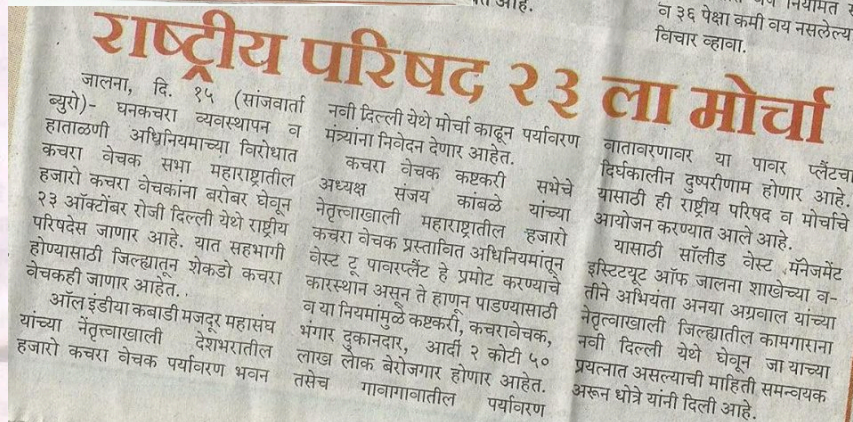 व ३६ पेक्षा कमी वय नसलेल्या
विचार व्हावा.
राष्ट्रीय परिषद २३ ला मोर्चा
जालना, दि. १५ (सांजवार्ता
ब्युरो)- घनकचरा व्यवस्थापन व
हाताळणी अधिनियमाच्या विरोधात
कचरा वेचक सभा महाराष्ट्रातील
हजारो कचरा वेचकांना बरोबर घेवून
२३ ऑक्टोंबर रोजी दिल्ली येथे राष्ट्रीय
परिषदेस जाणार आहे. यात सहभागी
होण्यासाठी जिल्ह्यातून शेकडो कचरा
वेचकही जाणार आहेत.
ऑल इंडीया कबाडी मजदूर महासंघ
यांच्या नेंतृत्त्वाखाली देशभरातील
हजारो कचरा वेचक पर्यावरण भवन
नवी दिल्ली येथे मोर्चा काढून पर्यावरण
मंत्र्यांना निवेदन देणार आहेत.
कचरा वेचक कष्टकरी सभेचे
अध्यक्ष संजय कांबळे यांच्या
नेतृत्त्वाखाली महाराष्ट्रातील हजारो
कचरा वेचक प्रस्तावित अधिनियमांतून
वेस्ट टू पावरप्लँट हे प्रमोट करण्याचे
कारस्थान असून ते हाणून पाडण्यासाठी
व या नियमांमुळे कष्टकरी, कचरावेचक,
भंगार दुकानदार, आर्दी २ कोटी ५०
लाख लोक बेरोजगार होणार आहेत.
तसेच गावागावातील पर्यावरण
वातावरणावर या पावर प्लँटचा
दिर्घकालीन दुष्परीणाम होणार आहे.
यासाठी ही राष्ट्रीय परिषद व मोर्चाचे
आयोजन करण्यात आले आहे.
यासाठी सॉलीड वेस्ट मॅनेजमेंट
इस्टिटयूट ऑफ जालना शाखेच्या व-
तीने अभियंता अनया अग्रवाल यांच्या
नेतृत्त्वाखाली जिल्ह्यातील कामगाराना
नवी दिल्ली येथे घेवून जा याच्या
प्रयत्नात असल्याची माहिती समन्वयक
अरून धोत्रे यांनी दिली आहे.